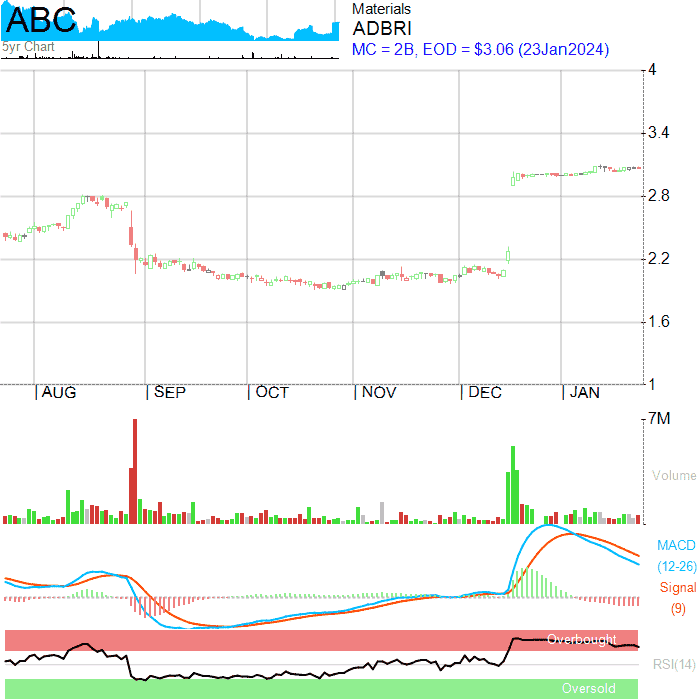 ABC
5yr Chart
Materials
ADBRI
MC = 2B, EOD = $3.06 (23Jan2024)
4
3.4
2.8
2.2
1.6
1
|AUG |SEP |OCT |NOV |DEC |JAN
7M
Volume
MACD
(12-26)
Signal
(9)
Overbought
RSI(14)
Oversold